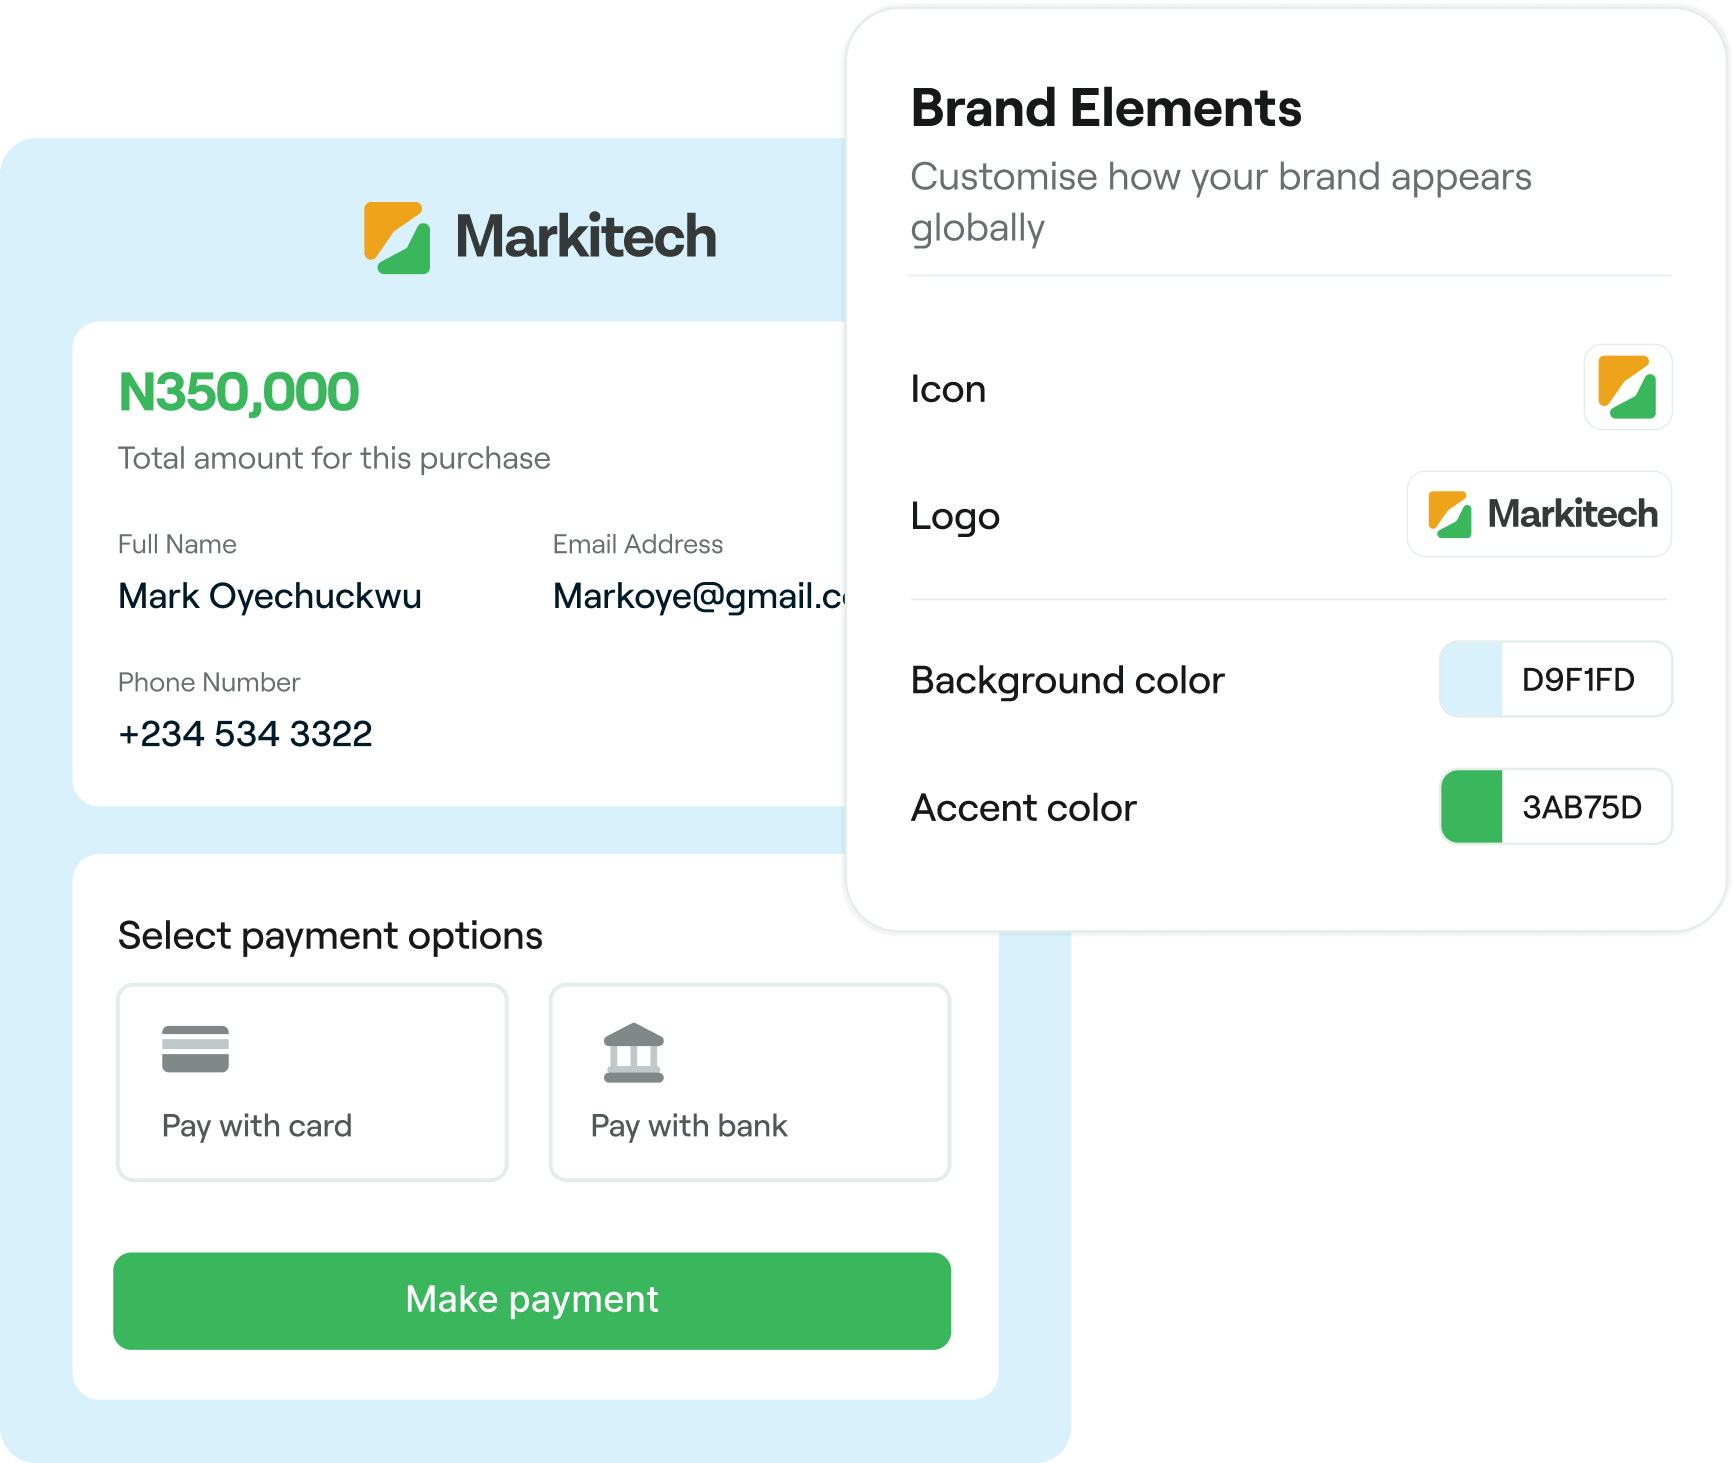 Markitech
N350,000
Total amount for this purchase
Full Name
Mark Oyechuckwu
Email Address
Markoye@gmail.c
Phone Number
+234 534 3322
Select payment options
Pay with card
Pay with bank
Make payment
Brand Elements
Customise how your brand appears
globally
Icon
Logo
Markitech
Background color
D9F1FD
Accent color
3AB75D